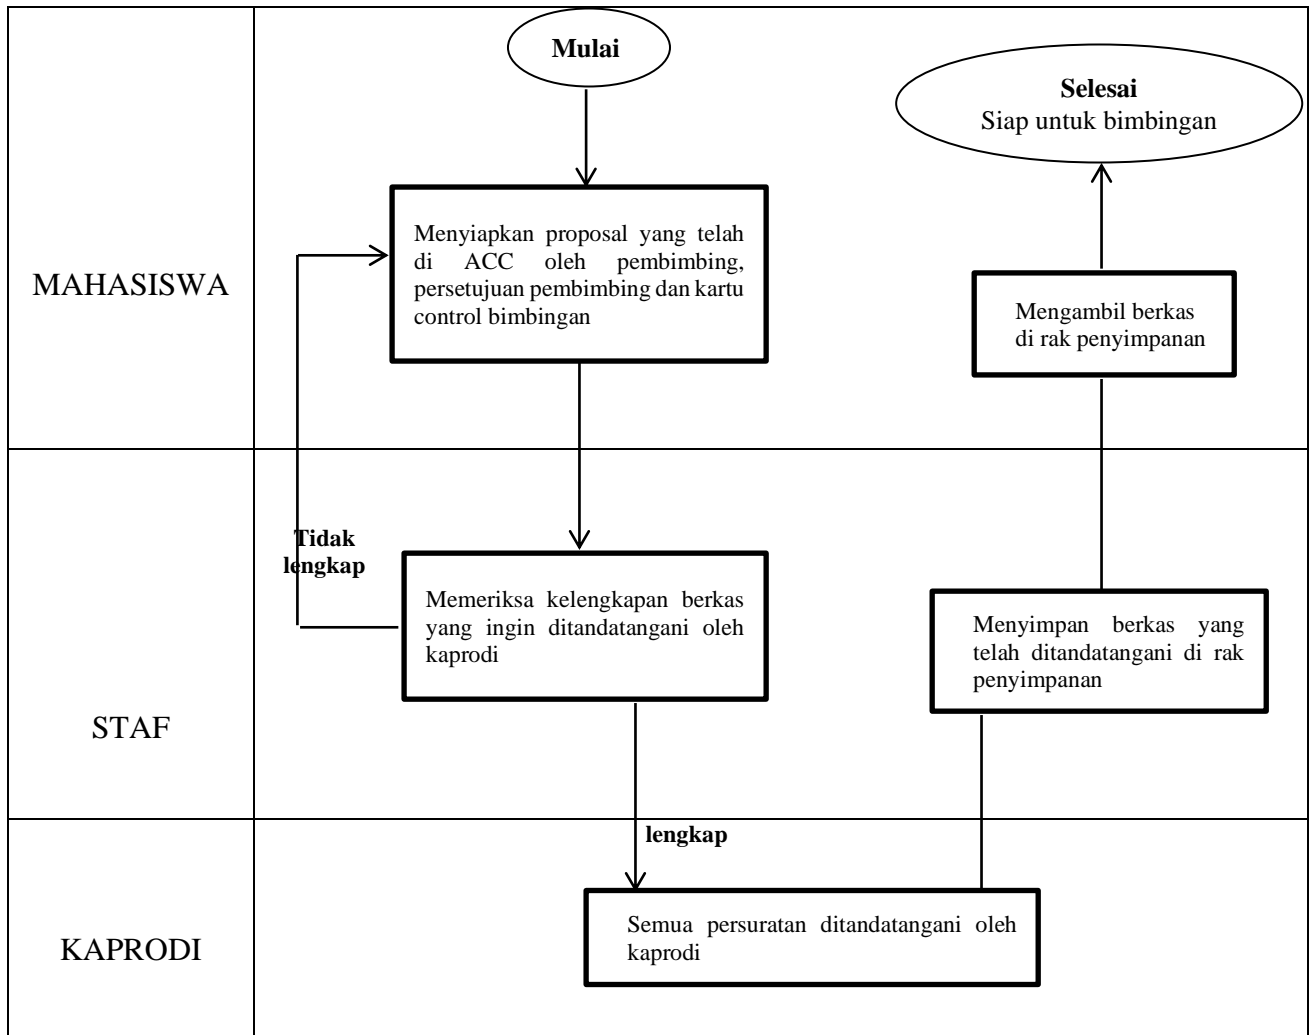 Mulai
Selesai
Siap untuk bimbingan
MAHASISWA
Menyiapkan proposal yang telah
di ACC oleh pembimbing,
persetujuan pembimbing dan kartu
control bimbingan
Mengambil berkas
di rak penyimpanan
STAF
Tidak
lengkap
Memeriksa kelengkapan berkas
yang ingin ditandatangani oleh
kaprodi
Menyimpan berkas yang
telah ditandatangani di rak
penyimpanan
KAPRODI
lengkap
Semua persuratan ditandatangani oleh
kaprodi